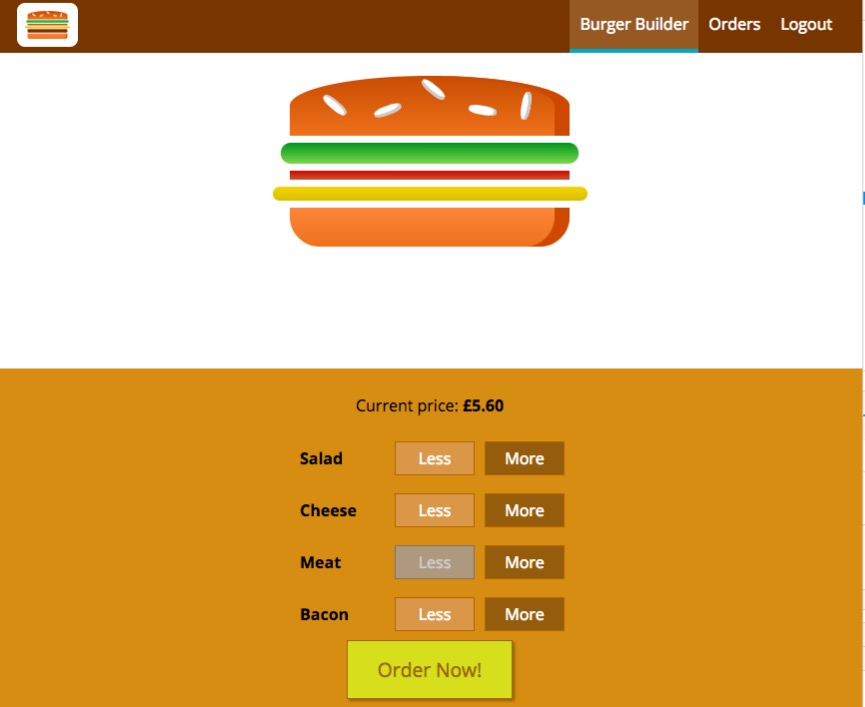 Burger Builder Orders Logout
Current price: £5.60
Salad Less More
Cheese Less More
Meat Less More
Bacon Less More
Order Now!